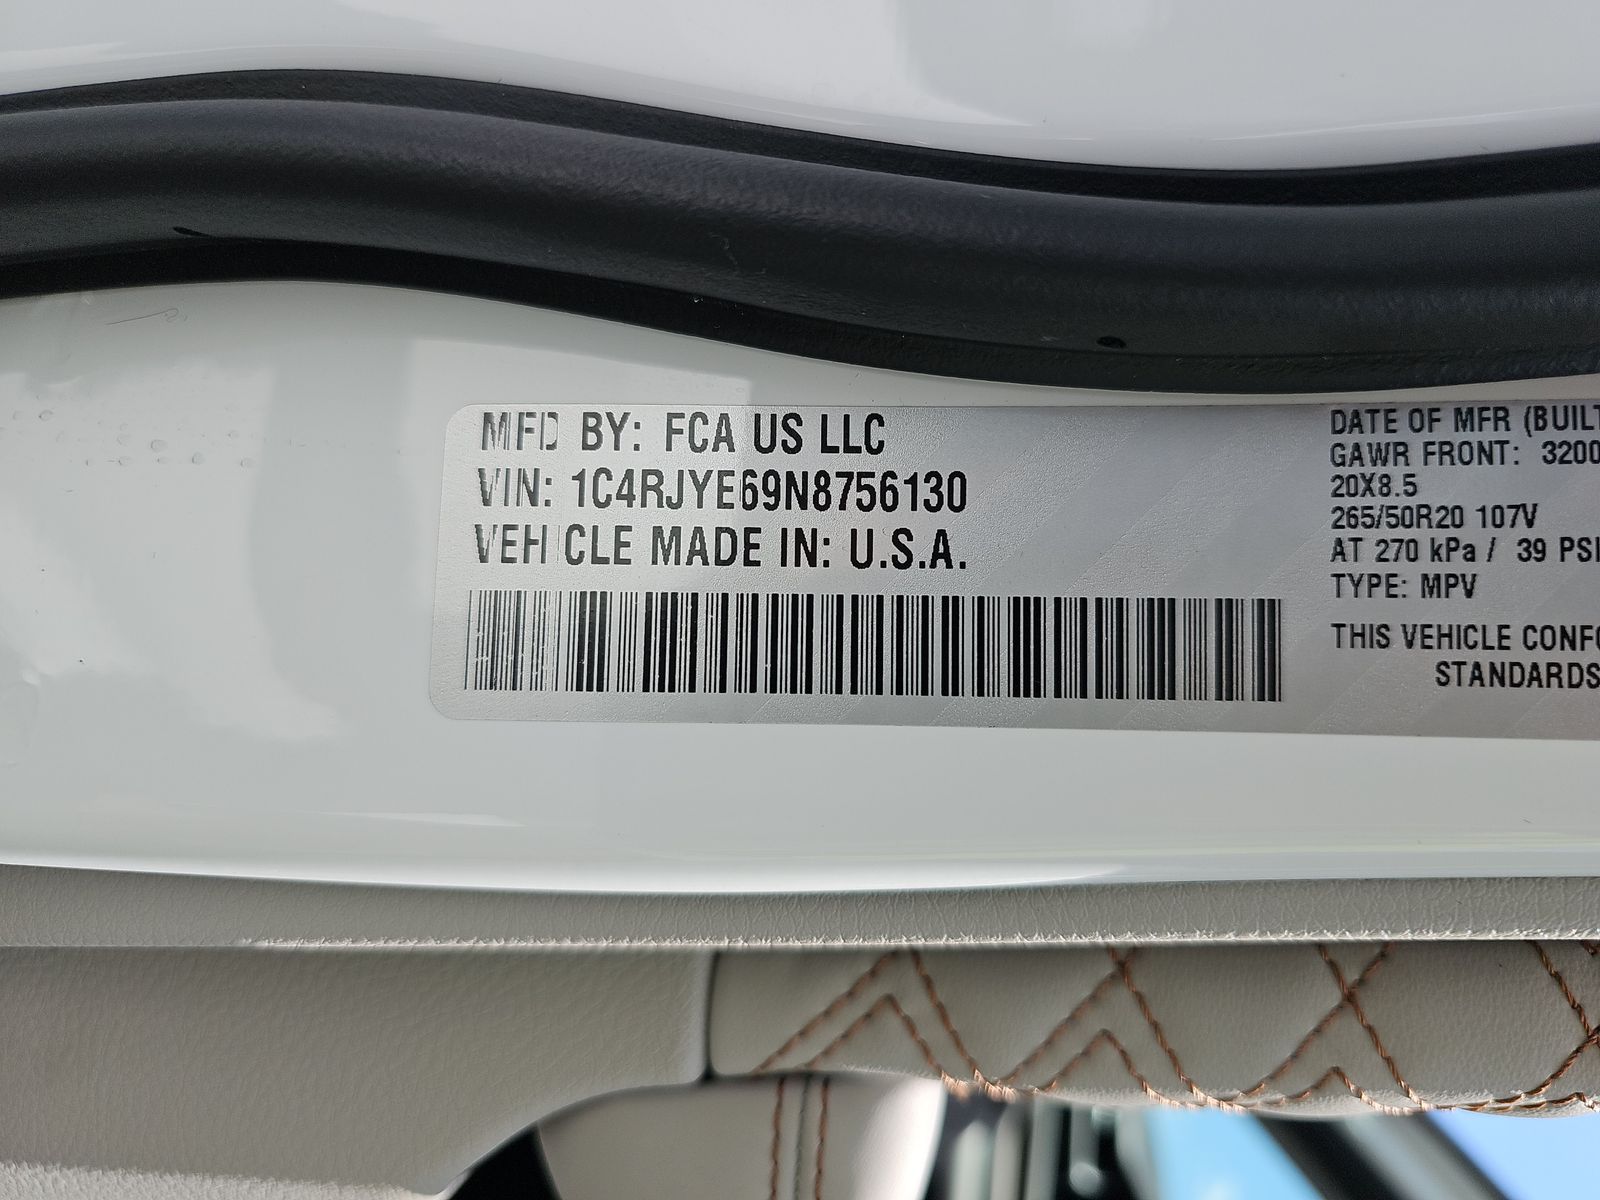 MFD BY: FCA US LLC
VIN: 1C4RJYE69N8756130
VEHICLE MADE IN: U.S.A.
DATE OF MFR (BUILT
GAWR FRONT: 3200
20X8.5
265/50R20 107V
AT 270 kPa / 39 PSI
TYPE: MPV
THIS VEHICLE CONFO
STANDARDS